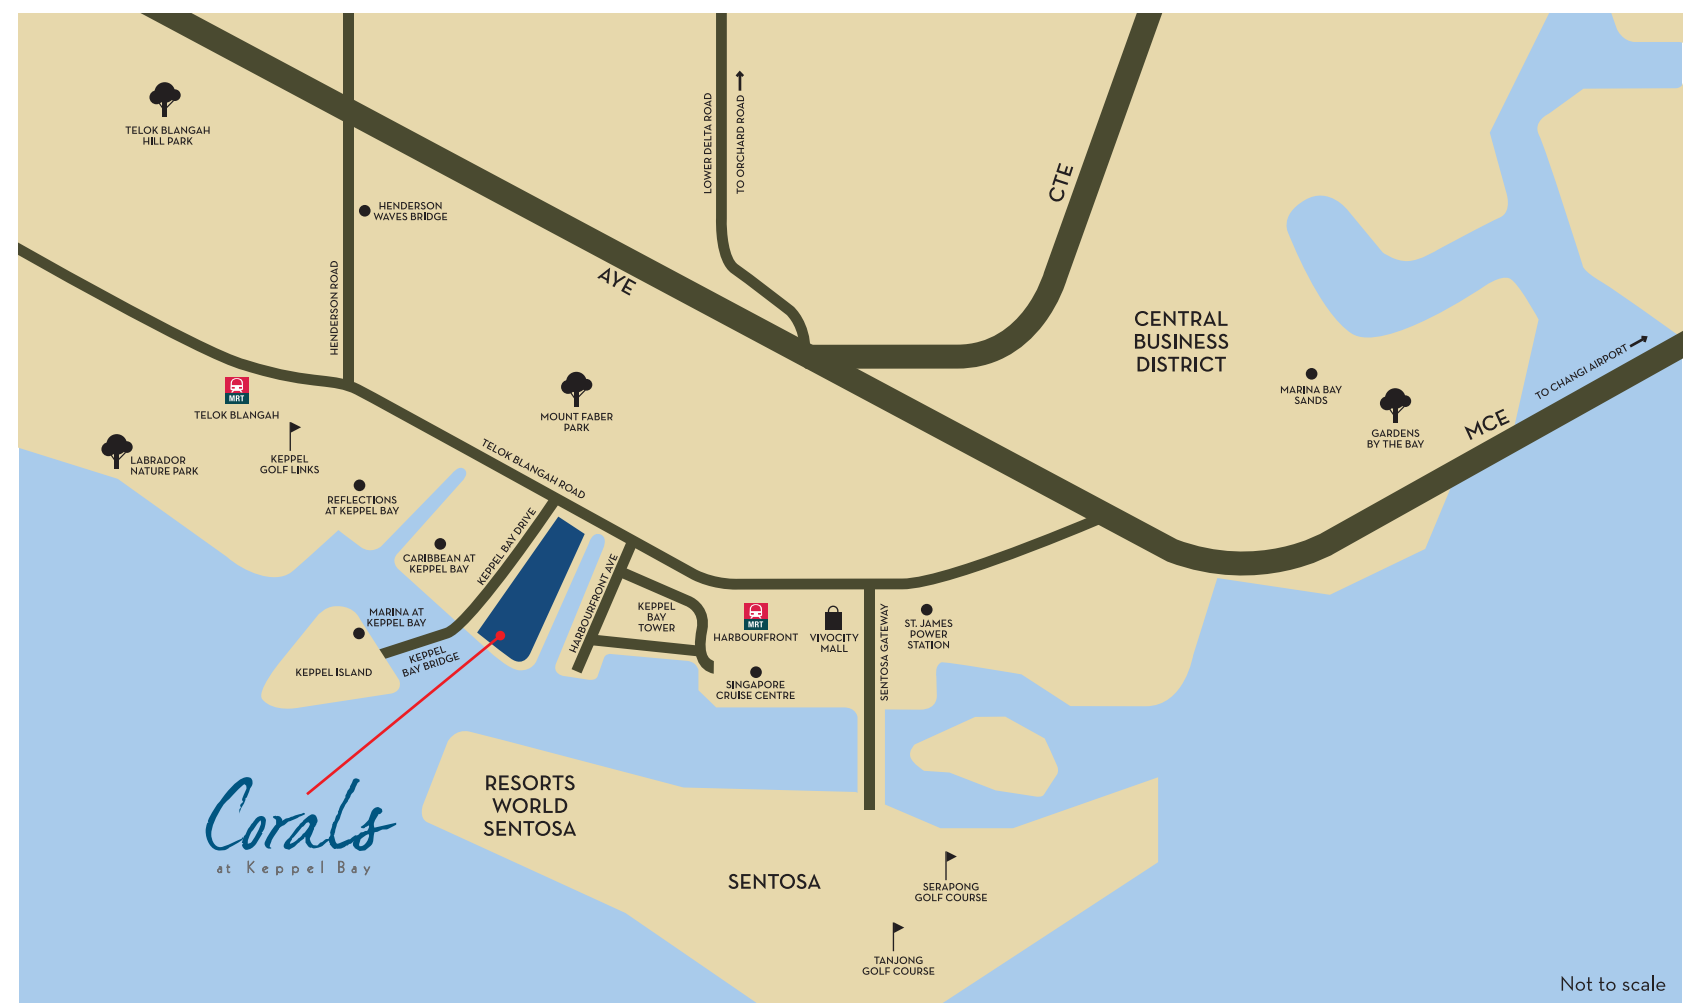 TELOK BLANGAH
HILL PARK
HENDERSON
WAVES BRIDGE
HENDERSON ROAD
LOWER DELTA ROAD
TO ORCHARD ROAD
CTE
AYE
CENTRAL
BUSINESS
DISTRICT
MARINA BAY
SANDS
GARDENS
BY THE BAY
TO CHANGI AIRPORT
MCE
MRT
TELOK BLANGAH
LABRADOR
NATURE PARK
KEPPEL
GOLF LINKS
MOUNT FABER
PARK
TELOK BLANGAH ROAD
REFLECTIONS
AT KEPPEL BAY
CARIBBEAN AT
KEPPEL BAY
KEPPEL BAY DRIVE
MARINA AT
KEPPEL BAY
KEPPEL
BAY BRIDGE
KEPPEL ISLAND
HARBOURFRONT AVE
KEPPEL
BAY
TOWER
MRT
HARBOURFRONT
VIVOCITY
MALL
SENTOSA GATEWAY
ST. JAMES
POWER
STATION
SINGAPORE
CRUISE CENTRE
Corals
at Keppel Bay
RESORTS
WORLD
SENTOSA
SENTOSA
SERAPONG
GOLF COURSE
TANJONG
GOLF COURSE
Not to scale